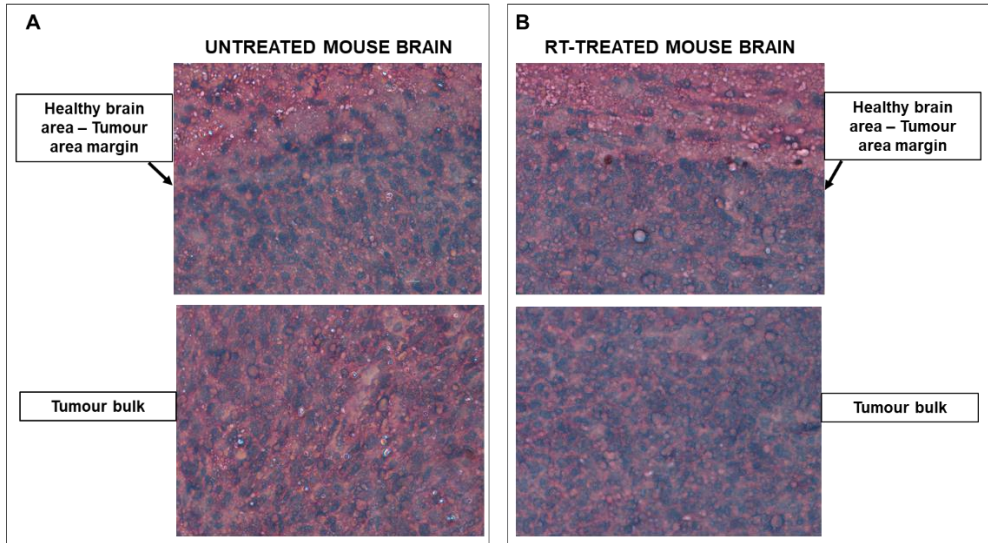 A
UNTREATED MOUSE BRAIN
Healthy brain
area – Tumour
area margin
Tumour bulk
B
RT-TREATED MOUSE BRAIN
Healthy brain
area – Tumour
area margin
Tumour bulk